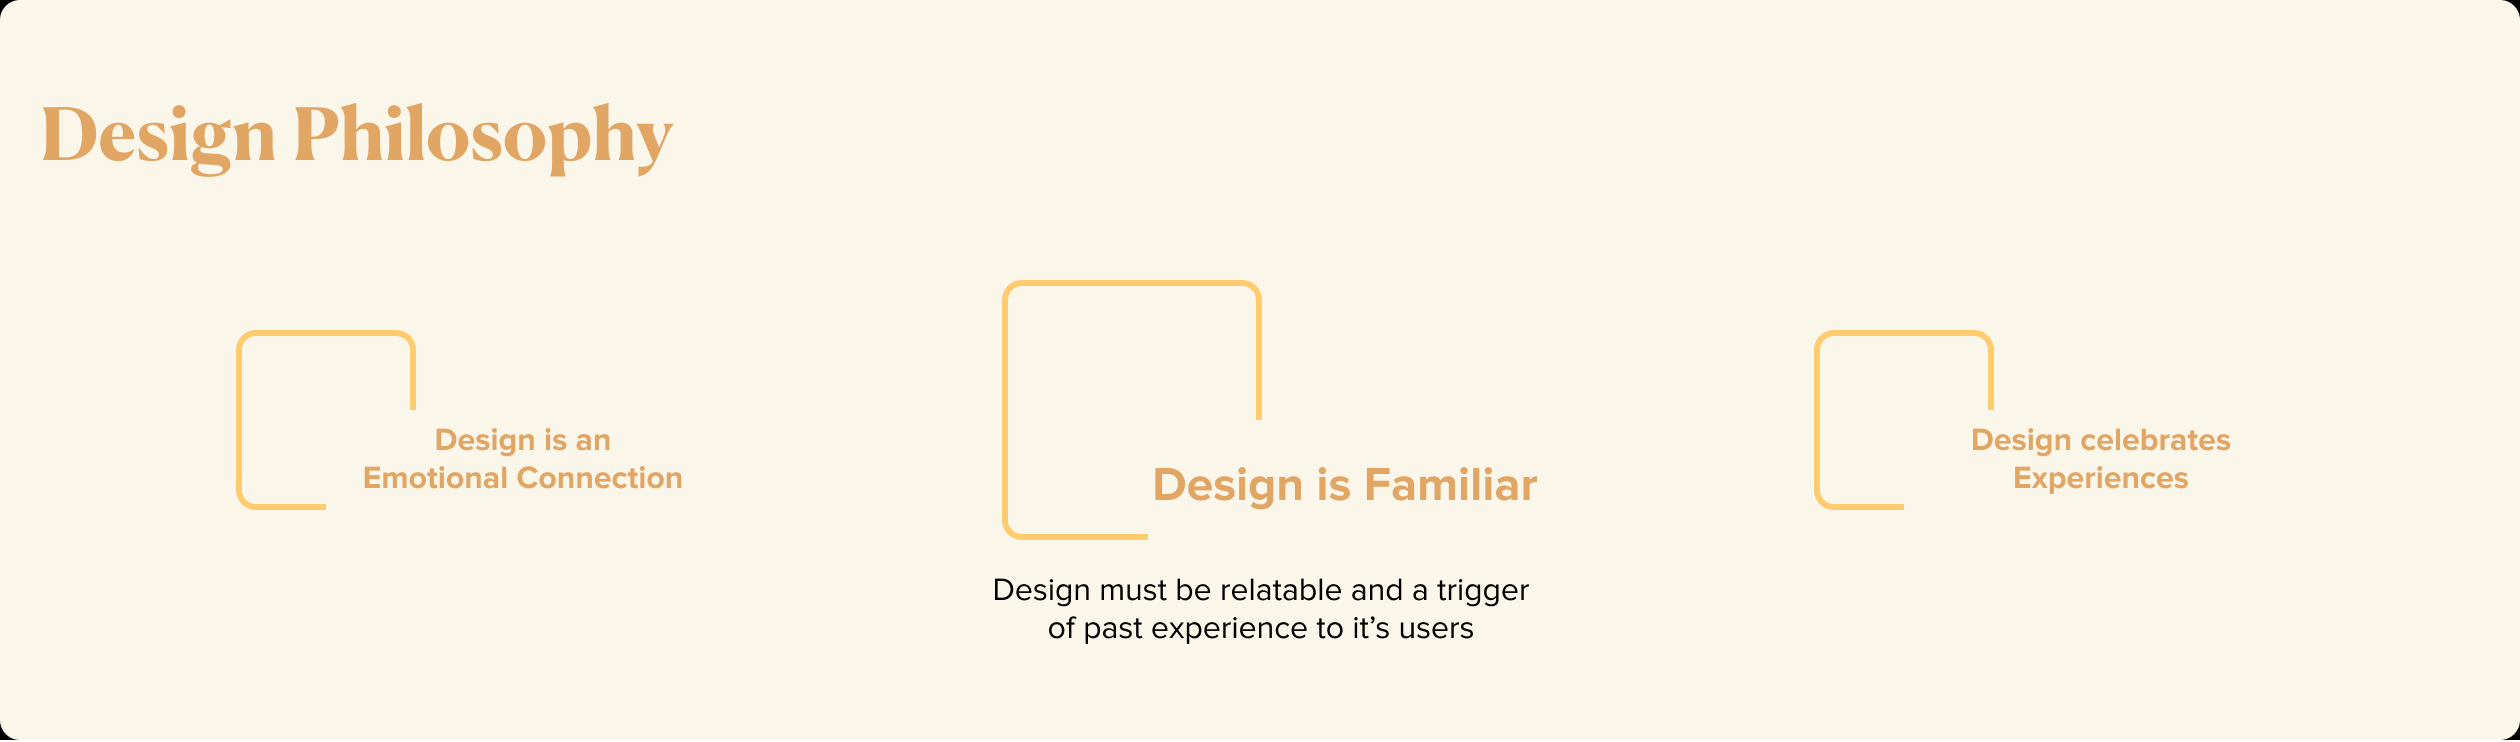 Design Philosophy
Design is an
Emotional Connection
Design is Familiar
Design must be relatable and a trigger
of past experience to it’s users
Design celebrates
Experiences